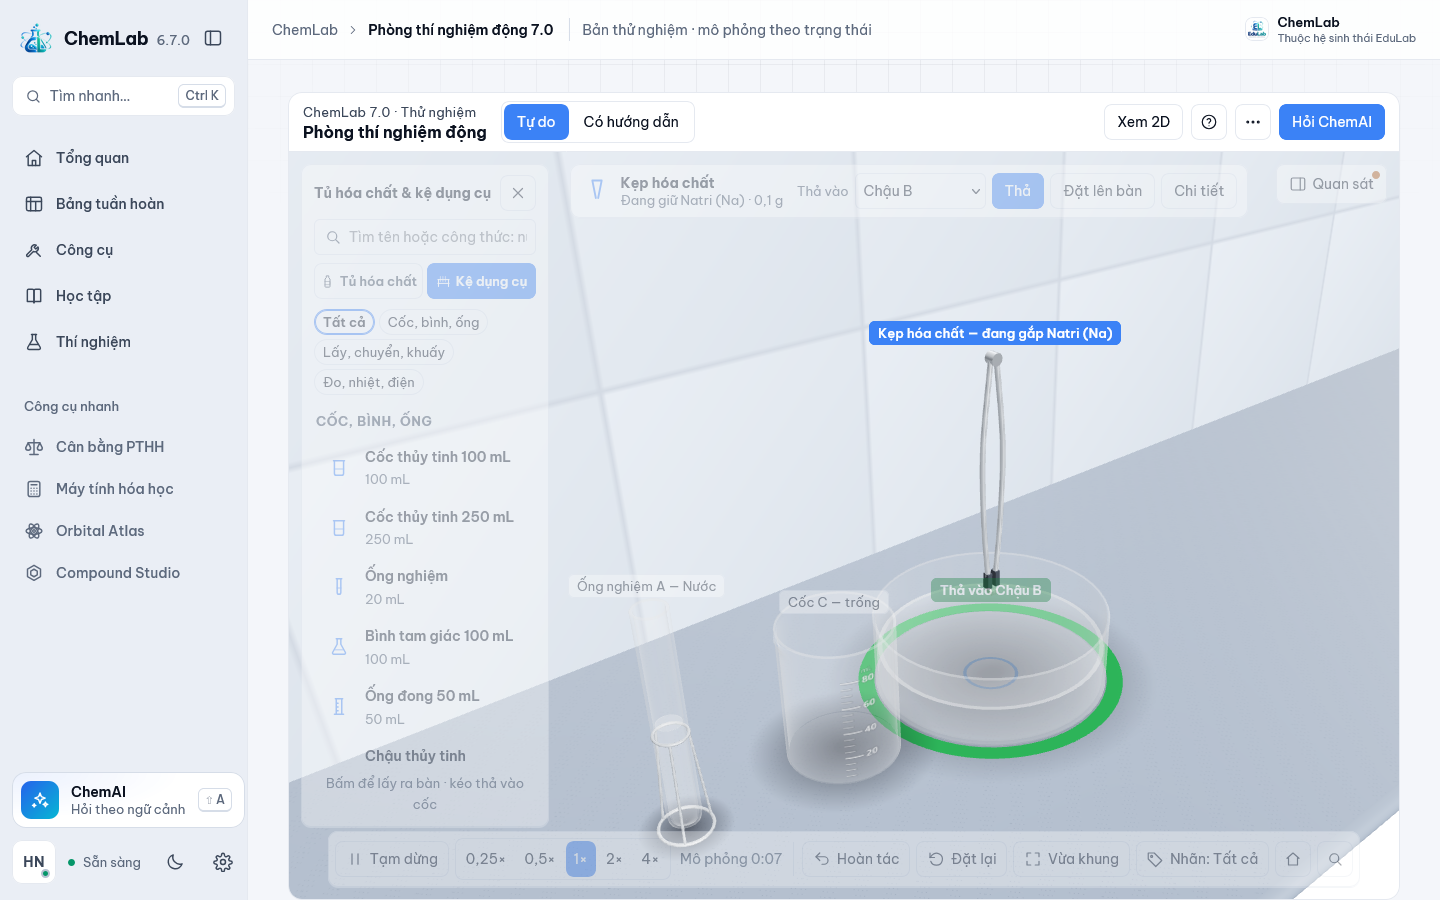 ChemLab 6.7.0
Tìm nhanh... Ctrl K
Tổng quan
Bảng tuần hoàn
Công cụ
Học tập
Thí nghiệm
Công cụ nhanh
Cân bằng PTHH
Máy tính hóa học
Orbital Atlas
Compound Studio
ChemAI
Hỏi theo ngữ cảnh
⇧ A
HN
Sẵn sàng
ChemLab › Phòng thí nghiệm động 7.0
Bản thử nghiệm · mô phỏng theo trạng thái
EduLab
ChemLab
Thuộc hệ sinh thái EduLab
ChemLab 7.0 · Thử nghiệm
Phòng thí nghiệm động
Tự do
Có hướng dẫn
Xem 2D
Hỏi ChemAI
Tủ hóa chất & kệ dụng cụ
Tìm tên hoặc công thức:
Tủ hóa chất
Kệ dụng cụ
Tất cả
Cốc, bình, ống
Lấy, chuyển, khuấy
Đo, nhiệt, điện
CỐC, BÌNH, ỐNG
Cốc thủy tinh 100 mL
100 mL
Cốc thủy tinh 250 mL
250 mL
Ống nghiệm
20 mL
Bình tam giác 100 mL
100 mL
Ống đong 50 mL
50 mL
Chậu thủy tinh
Bấm để lấy ra bàn · kéo thả vào
cốc
Kẹp hóa chất
Đang giữ Natri (Na) · 0,1 g
Thả vào
Chậu B
Thả
Đặt lên bàn
Chi tiết
Quan sát
Kẹp hóa chất — đang gắp Natri (Na)
Thả vào Chậu B
Ống nghiệm A — Nước
Cốc C — trống
80
60
40
20
Tạm dừng
0,25×
0,5×
1×
2×
4×
Mô phỏng 0:07
Hoàn tác
Đặt lại
Vừa khung
Nhãn: Tất cả